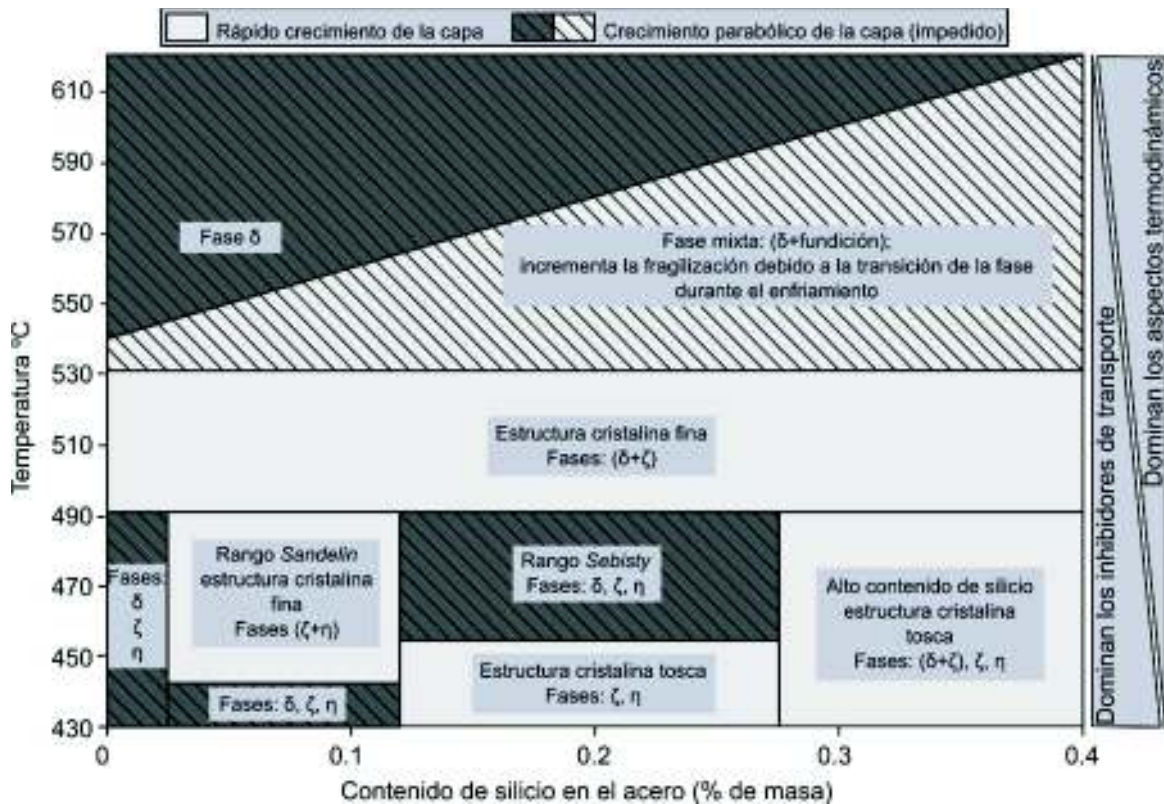 Rápido crecimiento de la capa
Crecimiento parabólico de la capa (impedido)
610
590
570
550
530
510
490
470
450
430
Temperatura ºC
Fase δ
Fase mixta: (δ+fundición);
incrementa la fragilización debido a la transición de la fase
durante el enfriamiento
Estructura cristalina fina
Fases: (δ+ζ)
Fases:
δ
ζ
η
Rango Sandelin
estructura cristalina
fina
Fases (ζ+η)
Fases: δ, ζ, η
Rango Sebisty
Fases: δ, ζ, η
Estructura cristalina tosca
Fases: ζ, η
Alto contenido de silicio
estructura cristalina
tosca
Fases: (δ+ζ), ζ, η
0
0.1
0.2
0.3
0.4
Contenido de silicio en el acero (% de masa)
Dominan los inhibidores de transporte
Dominan los aspectos termodinámicos